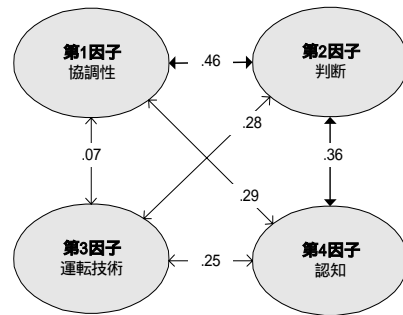 第1因子
協調性
第2因子
判断
.46
.28
.07
.36
.29
第3因子
運転技術
.25
第4因子
認知